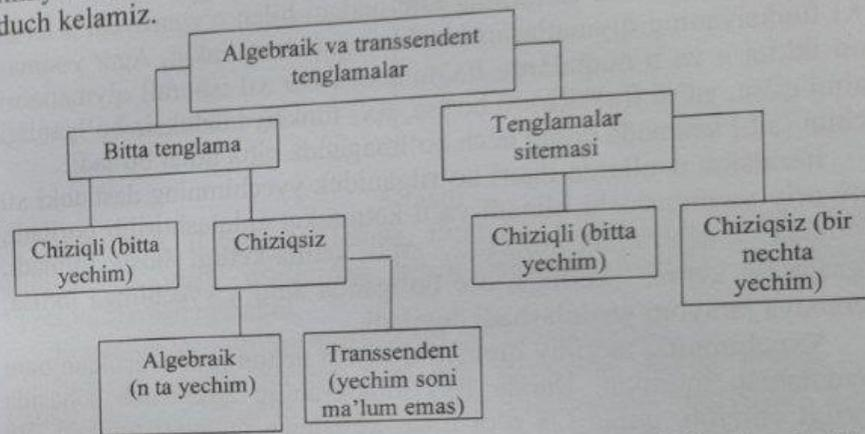 duch kelamiz.
Algebraik va transsendent
tenglamalar
Bitta tenglama
Tenglamalar
sitemasi
Chiziqli (bitta
yechim)
Chiziqsiz
Chiziqli (bitta
yechim)
Chiziqsiz (bir
nechta
yechim)
Algebraik
(n ta yechim)
Transsendent
(yechim soni
ma'lum emas)